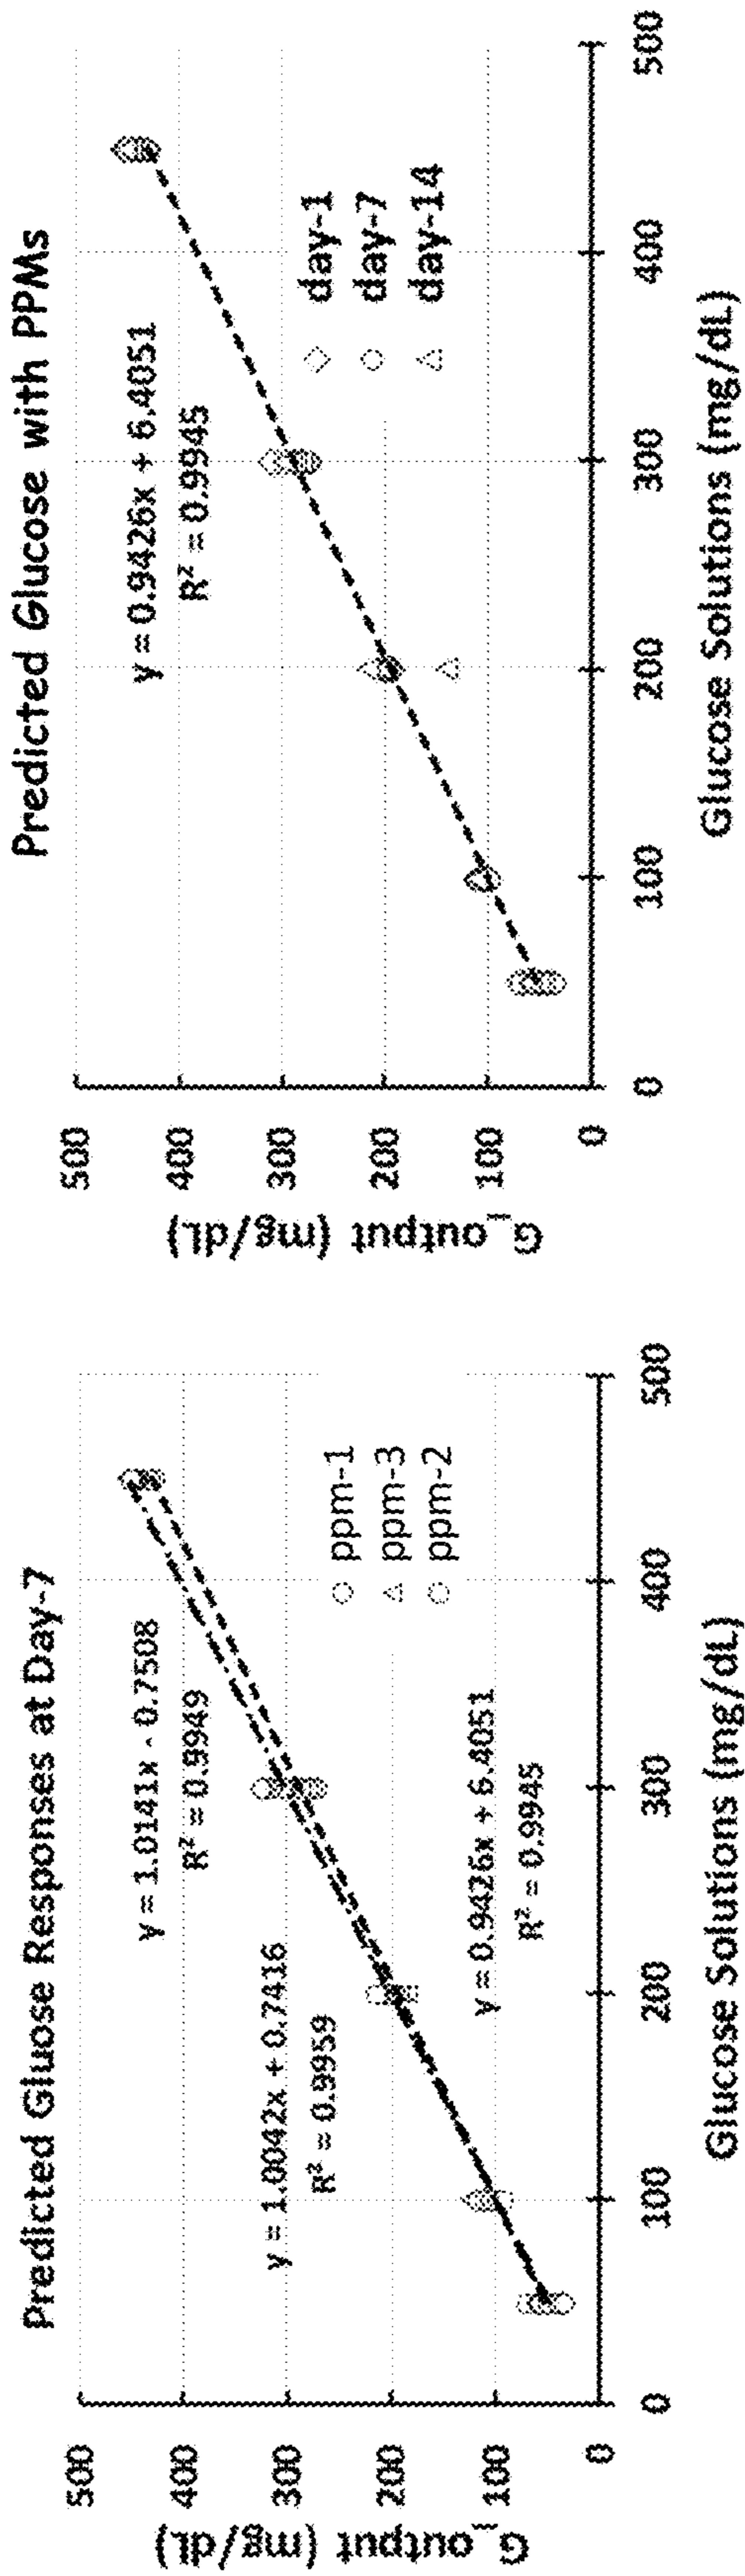 Predicted Gluose Responses at Day-7
500
400
300
200
100
0
G_output (mg/dL)
y = 1.0141x - 0.7508
R² = 0.9949
y = 1.0042x + 0.7416
R² = 0.9959
y = 0.9426x + 6.4051
R² = 0.9945
ppm-1
ppm-3
ppm-2
0
100
200
300
400
500
Glucose Solutions (mg/dL)
Predicted Glucose with PPMs
500
400
300
200
100
0
G_output (mg/dL)
y = 0.9426x + 6.4051
R² = 0.9945
day-1
day-7
day-14
0
100
200
300
400
500
Glucose Solutions (mg/dL)